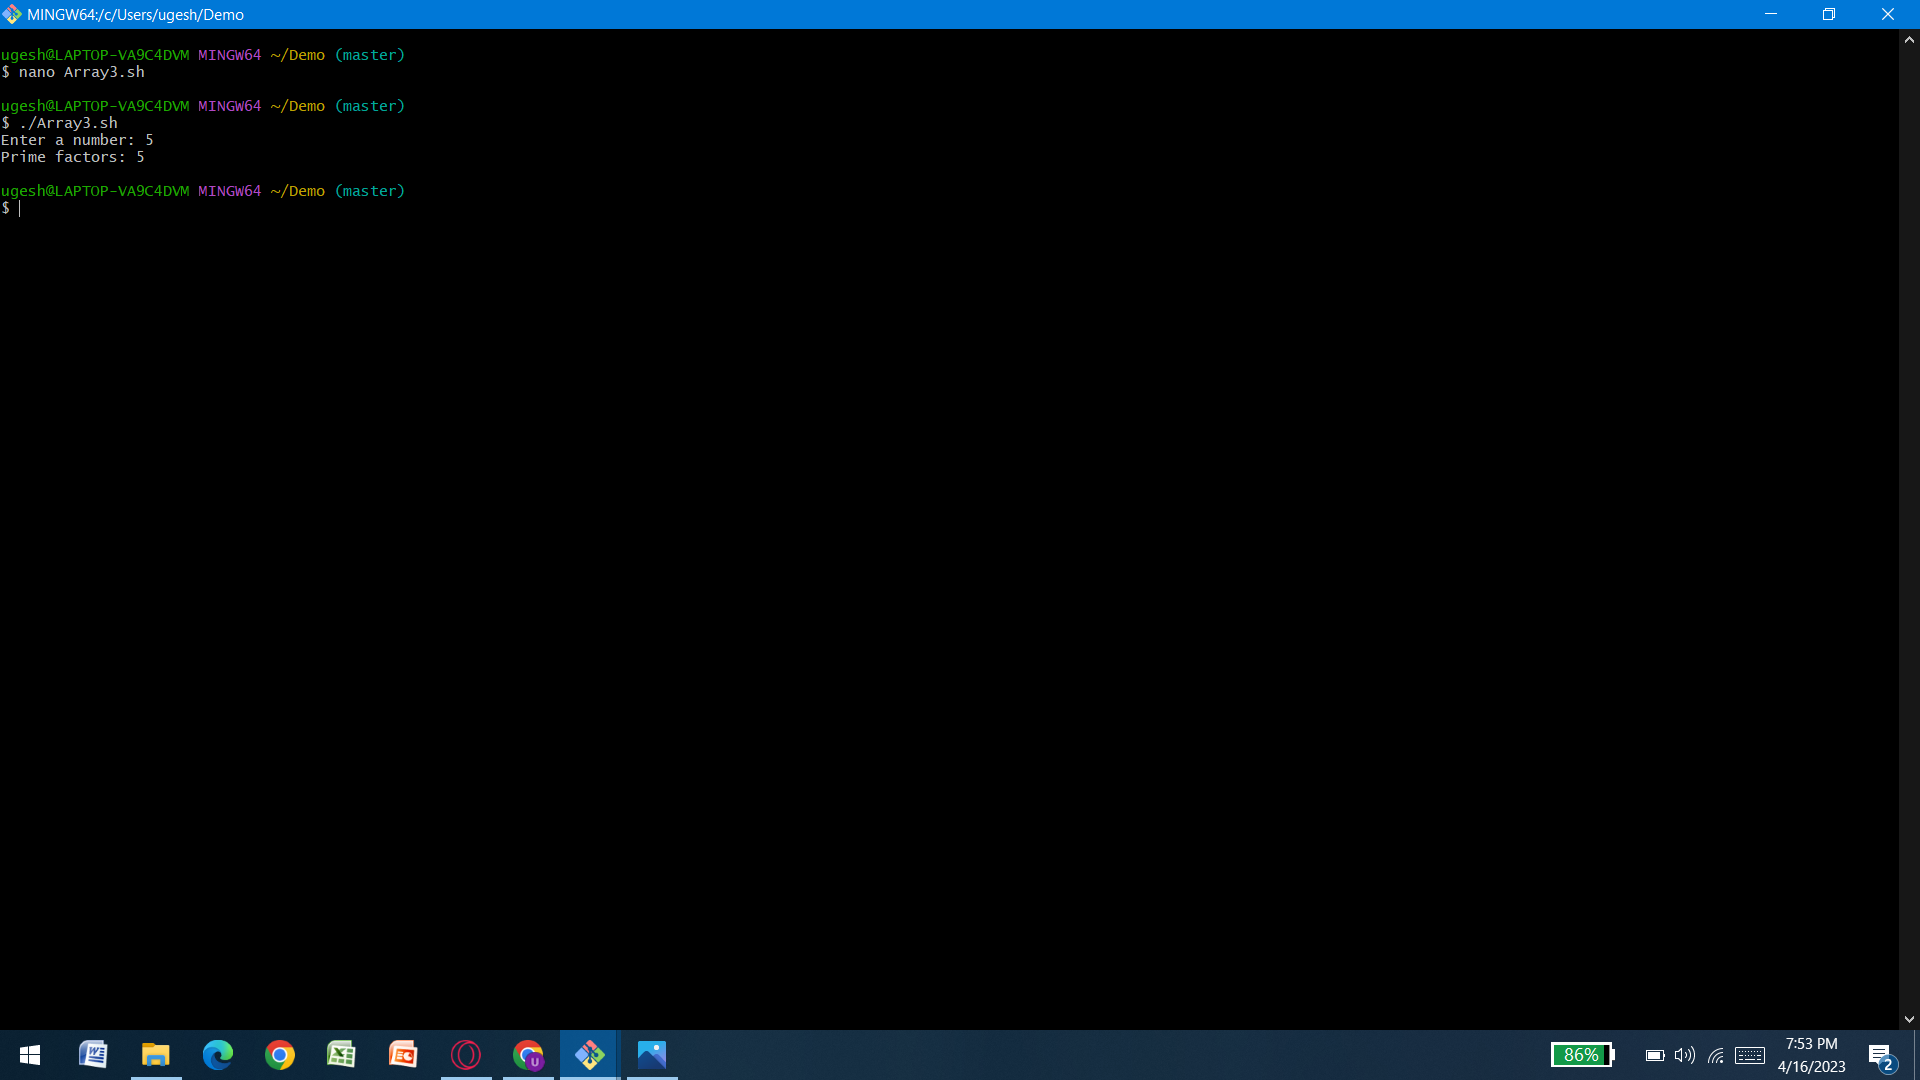 MINGW64:/c/Users/ugesh/Demo
ugesh@LAPTOP-VA9C4DVM MINGW64 ~/Demo (master)
$ nano Array3.sh
ugesh@LAPTOP-VA9C4DVM MINGW64 ~/Demo (master)
$ ./Array3.sh
Enter a number: 5
Prime factors: 5
ugesh@LAPTOP-VA9C4DVM MINGW64 ~/Demo (master)
$
U
86%
7:53 PM
4/16/2023
2